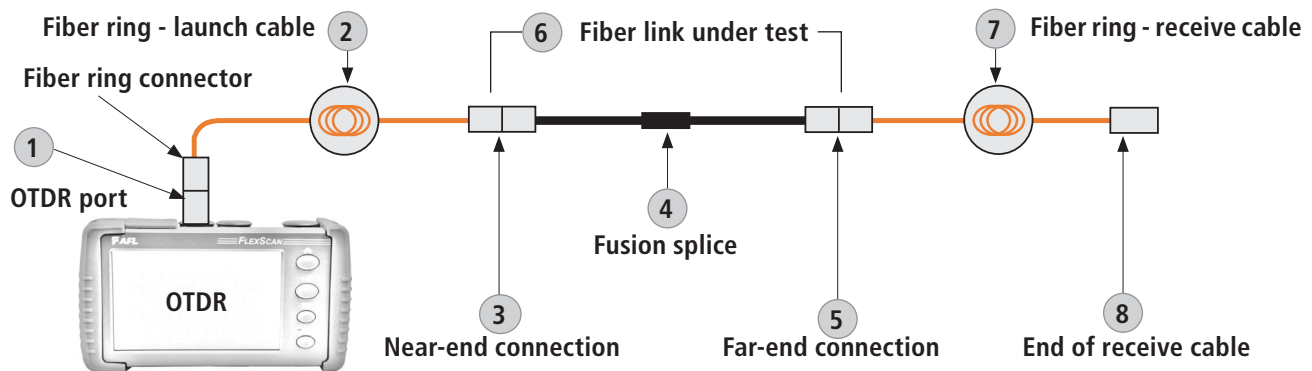 Fiber ring - launch cable
2
6
Fiber link under test
7
Fiber ring - receive cable
Fiber ring connector
1
OTDR port
4
Fusion splice
AFL
FLEXSCAN
OTDR
3
5
8
Near-end connection
Far-end connection
End of receive cable